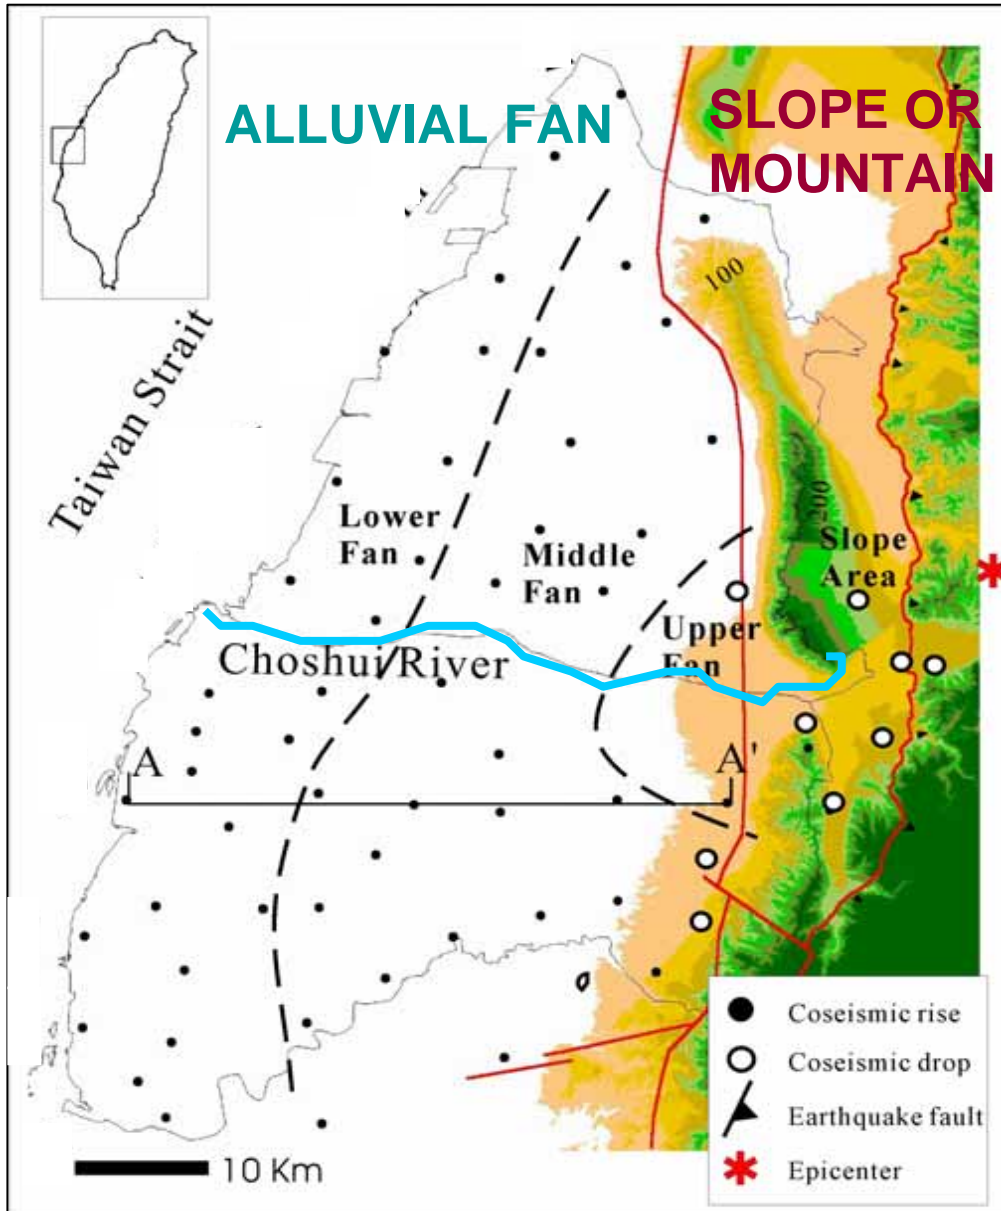 ALLUVIAL FAN
SLOPE OR
MOUNTAIN
100
Taiwan Strait
200
Lower
Fan
Middle
Fan
Slope
Area
Upper
Fan
Choshui River
A
A'
Coseismic rise
Coseismic drop
Earthquake fault
Epicenter
10 Km